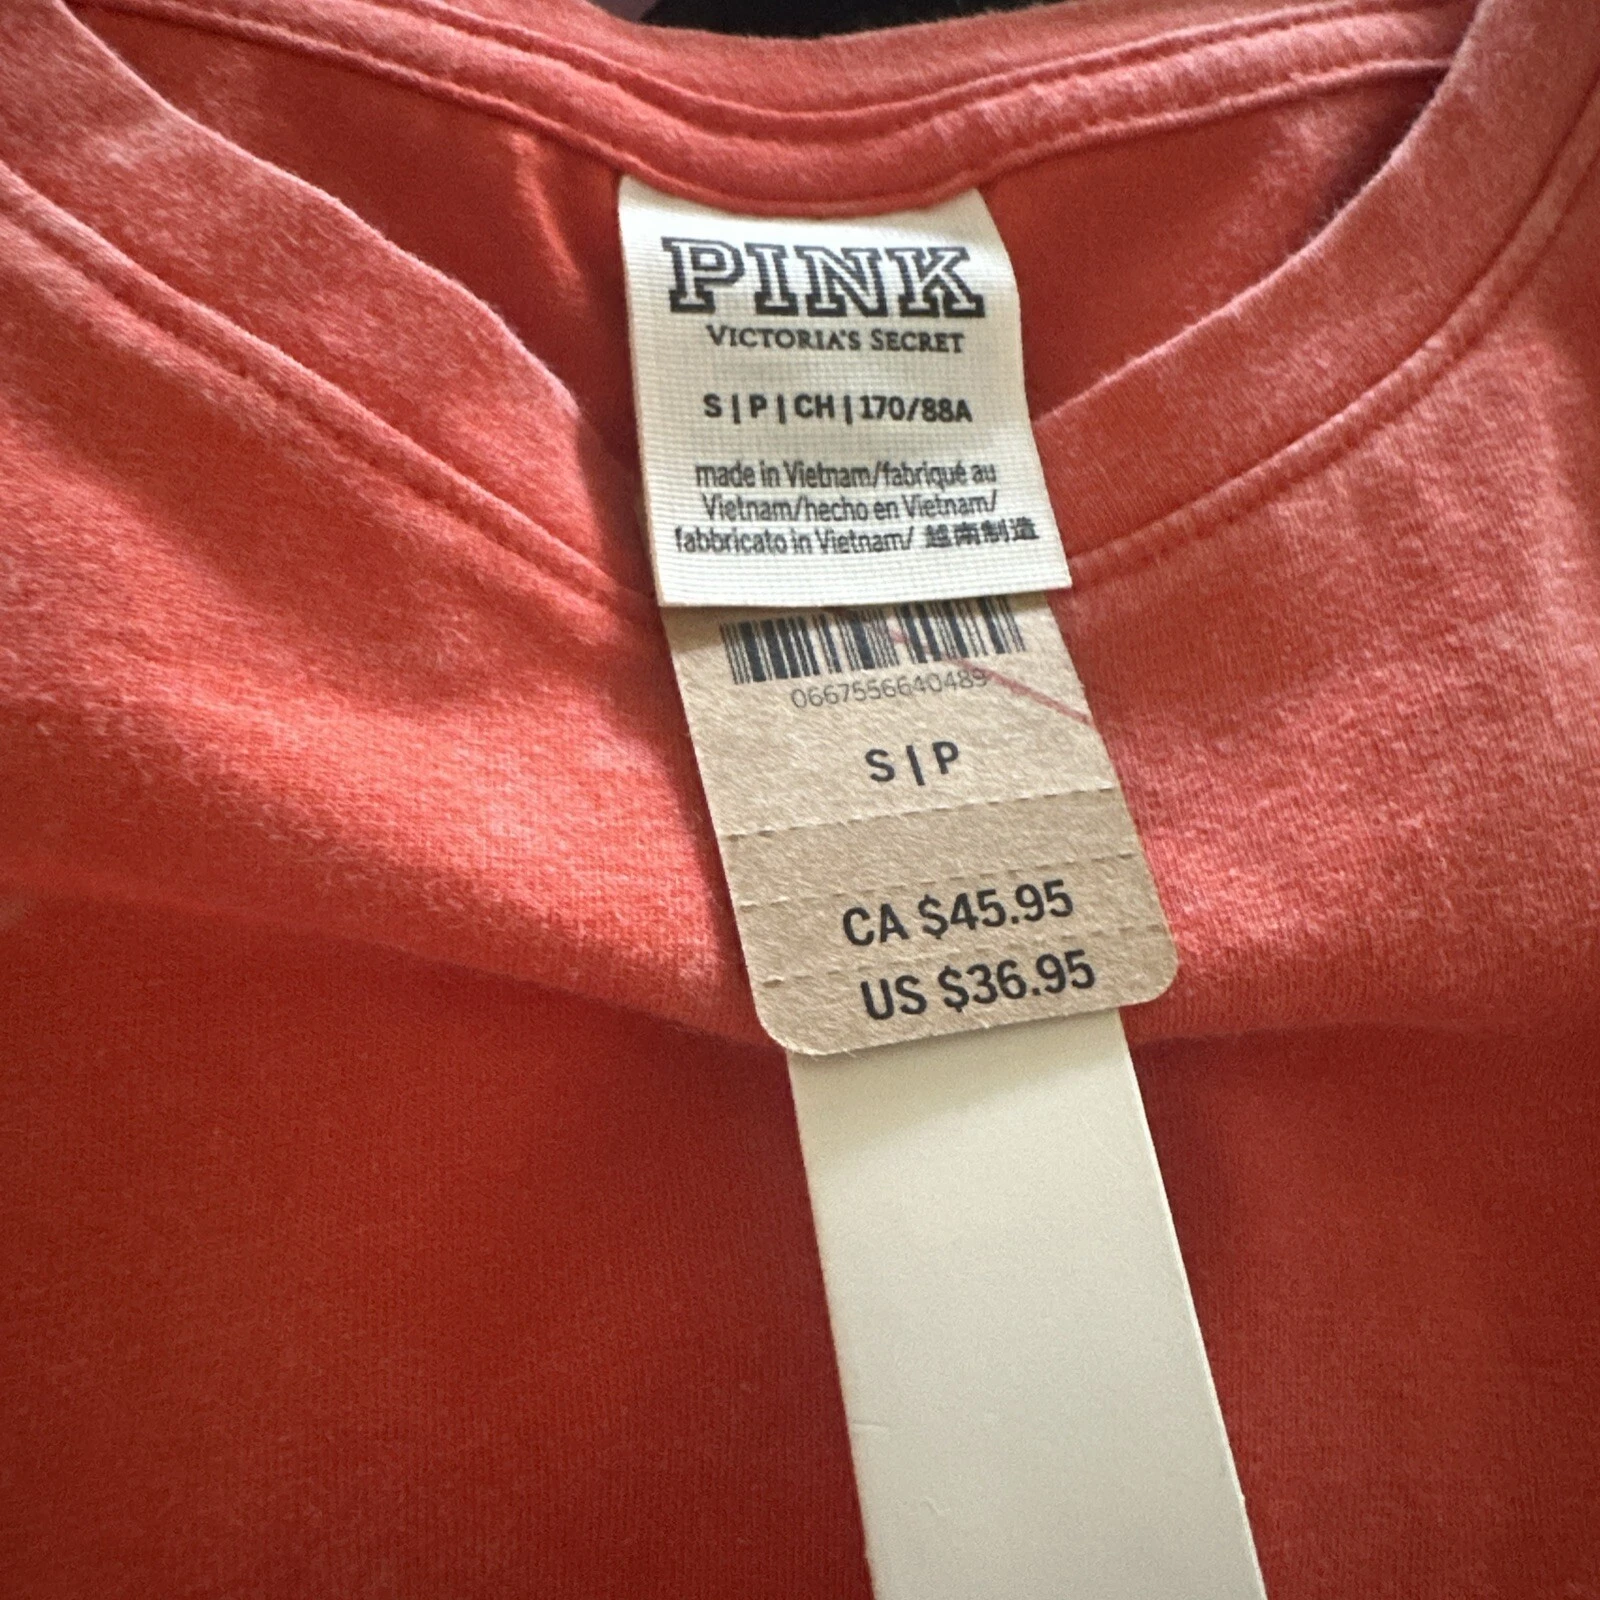 PINK
VICTORIA'S SECRET
S | P | CH | 170/88A
made in Vietnam/fabriqué au
Vietnam/hecho en Vietnam/
fabbricato in Vietnam/ 越南制造
0667556640489
S | P
CA $45.95
US $36.95